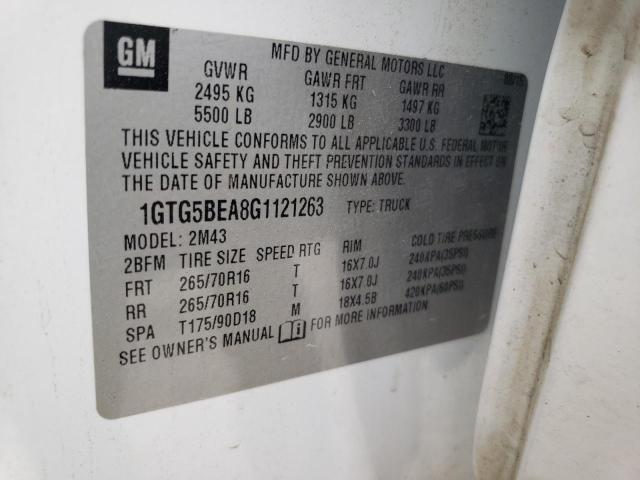 GM
MFD BY GENERAL MOTORS LLC
GVWR GAWR FRT GAWR RR
2495 KG 1315 KG 1497 KG
5500 LB 2900 LB 3300 LB
THIS VEHICLE CONFORMS TO ALL APPLICABLE U.S. FEDERAL MOTOR
VEHICLE SAFETY AND THEFT PREVENTION STANDARDS IN EFFECT ON
THE DATE OF MANUFACTURE SHOWN ABOVE.
1GTG5BEA8G1121263 TYPE: TRUCK
MODEL: 2M43
2BFM TIRE SIZE SPEED RTG RIM COLD TIRE PRESSURE
FRT 265/70R16 T 16X7.0J 240KPA(35PSI)
RR 265/70R16 T 16X7.0J 240KPA(35PSI)
SPA T175/90D18 M 18X4.5B 420KPA(60PSI)
SEE OWNER'S MANUAL i FOR MORE INFORMATION